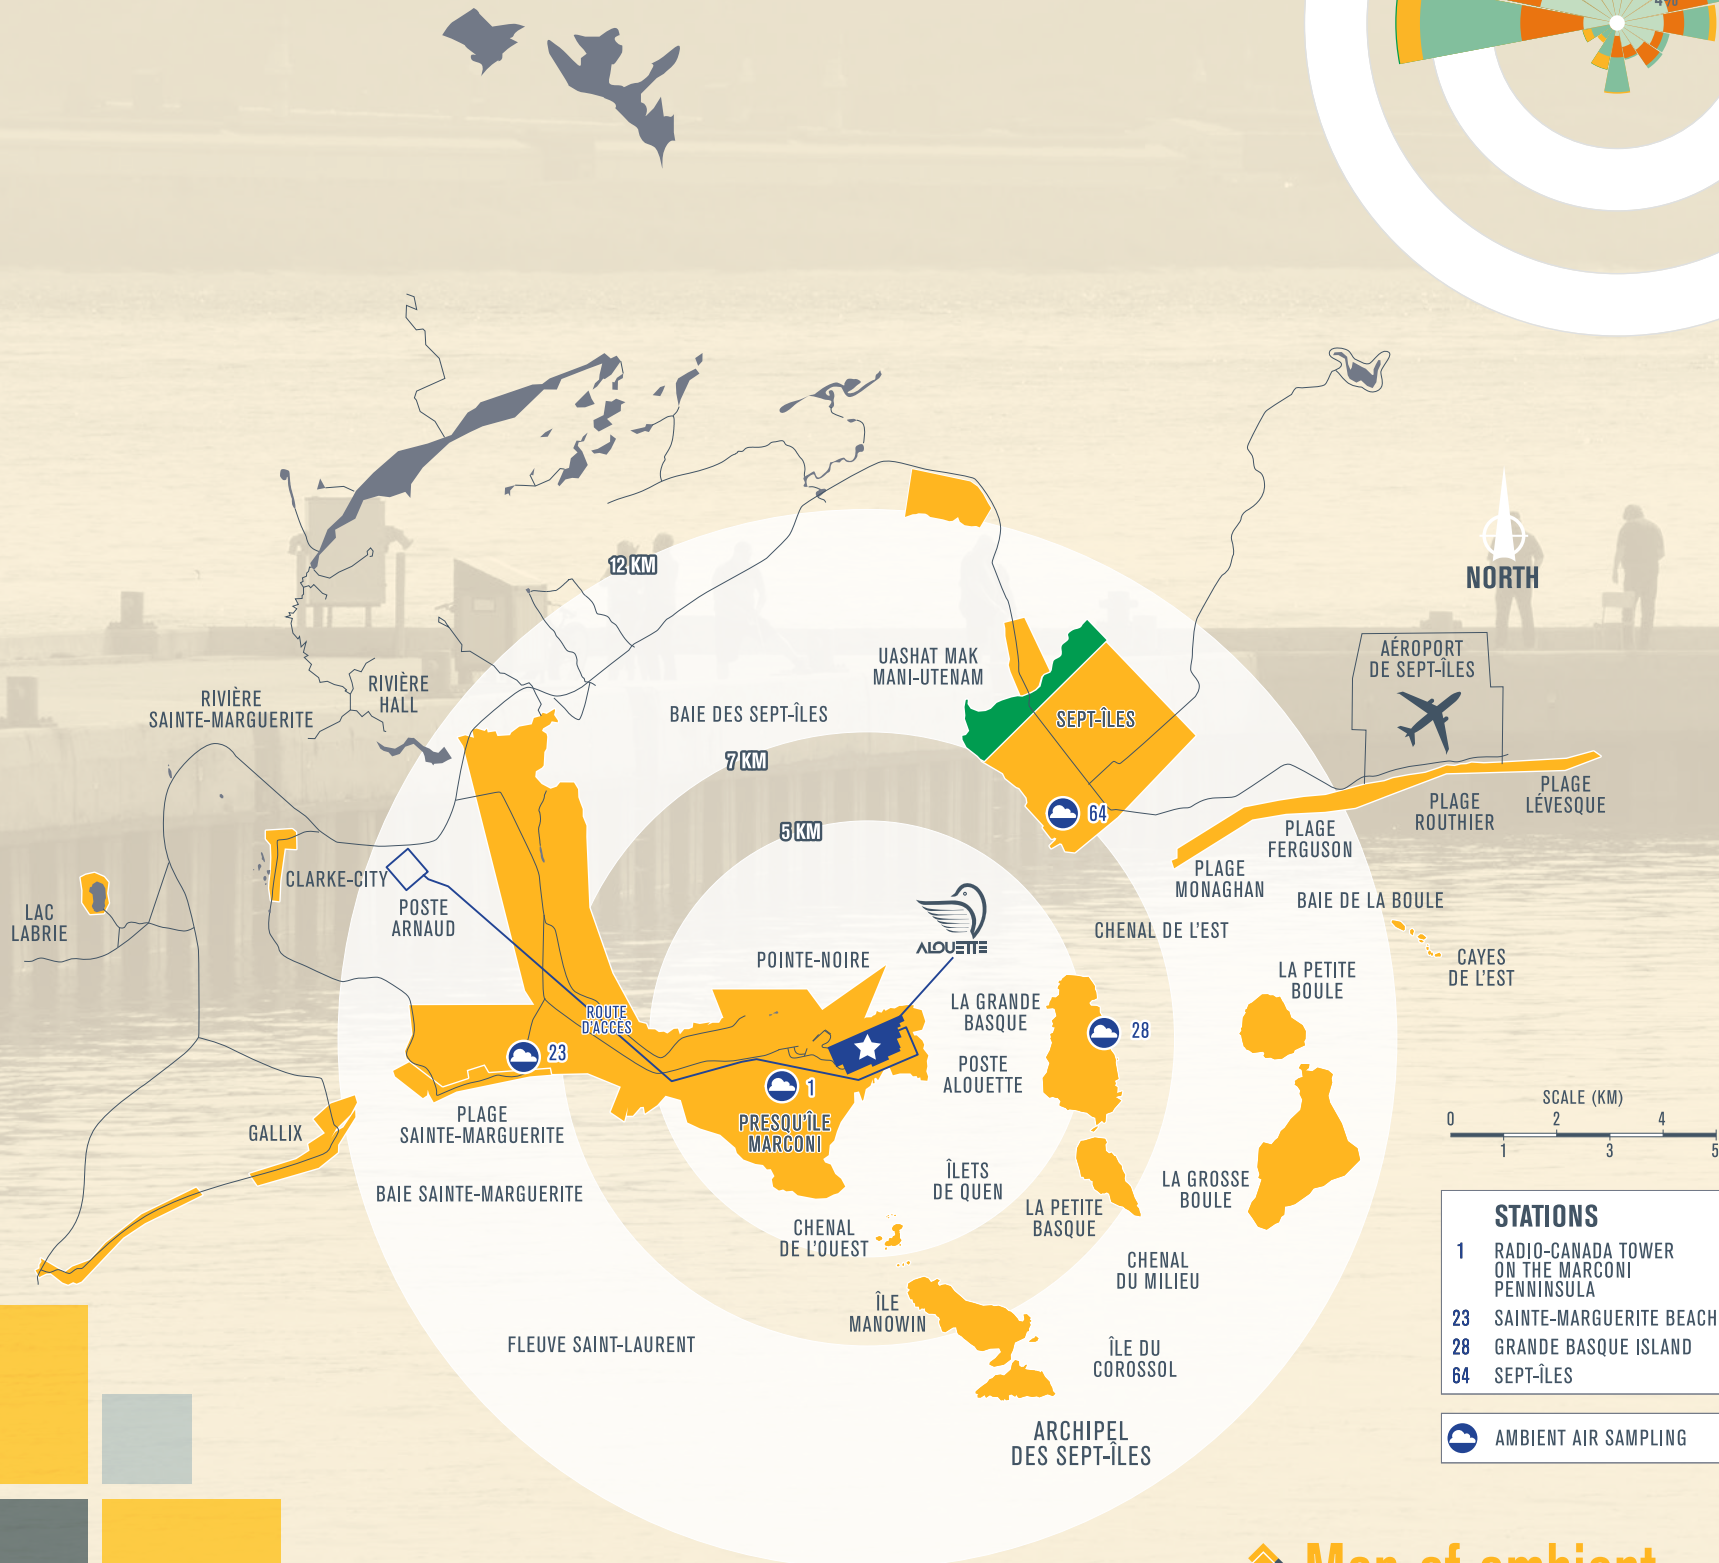 4%
12 KM
NORTH
UASHAT MAK
MANI-UTENAM
AÉROPORT
DE SEPT-ÎLES
RIVIÈRE
HALL
RIVIÈRE
SAINTE-MARGUERITE
BAIE DES SEPT-ÎLES
SEPT-ÎLES
7 KM
PLAGE
LÉVESQUE
PLAGE
ROUTHIER
64
5 KM
PLAGE
FERGUSON
CLARKE-CITY
PLAGE
MONAGHAN
BAIE DE LA BOULE
LAC
LABRIE
POSTE
ARNAUD
CHENAL DE L'EST
ALOUETTE
POINTE-NOIRE
CAYES
DE L'EST
LA PETITE
BOULE
LA GRANDE
BASQUE
ROUTE
D'ACCÈS
28
23
POSTE
ALOUETTE
1
SCALE (KM)
0 2 4
1 3 5
PLAGE
SAINTE-MARGUERITE
PRESQU'ÎLE
MARCONI
GALLIX
ÎLETS
DE QUEN
LA GROSSE
BOULE
BAIE SAINTE-MARGUERITE
LA PETITE
BASQUE
CHENAL
DE L'OUEST
CHENAL
DU MILIEU
ÎLE
MANOWIN
FLEUVE SAINT-LAURENT
ÎLE DU
COROSSOL
ARCHIPEL
DES SEPT-ÎLES
STATIONS
1 RADIO-CANADA TOWER
ON THE MARCONI
PENNINSULA
23 SAINTE-MARGUERITE BEACH
28 GRANDE BASQUE ISLAND
64 SEPT-ÎLES
AMBIENT AIR SAMPLING
Map of ambient